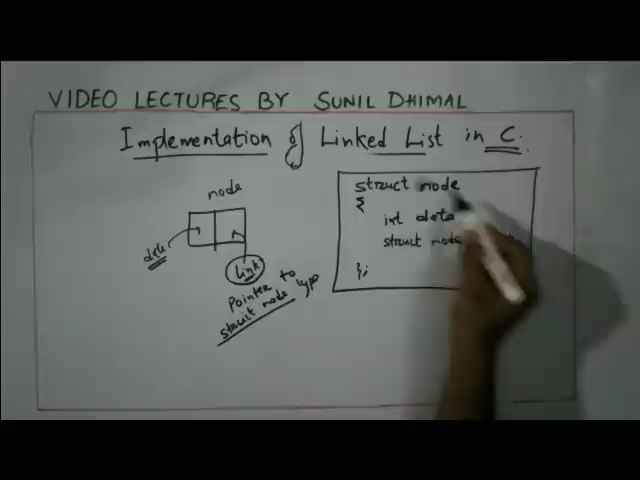 VIDEO LECTURES BY SUNIL DHIMAL
Implementation of Linked List in C.
node
data
Link
Pointer to
struct node type
struct node
{
int data
struct node
};